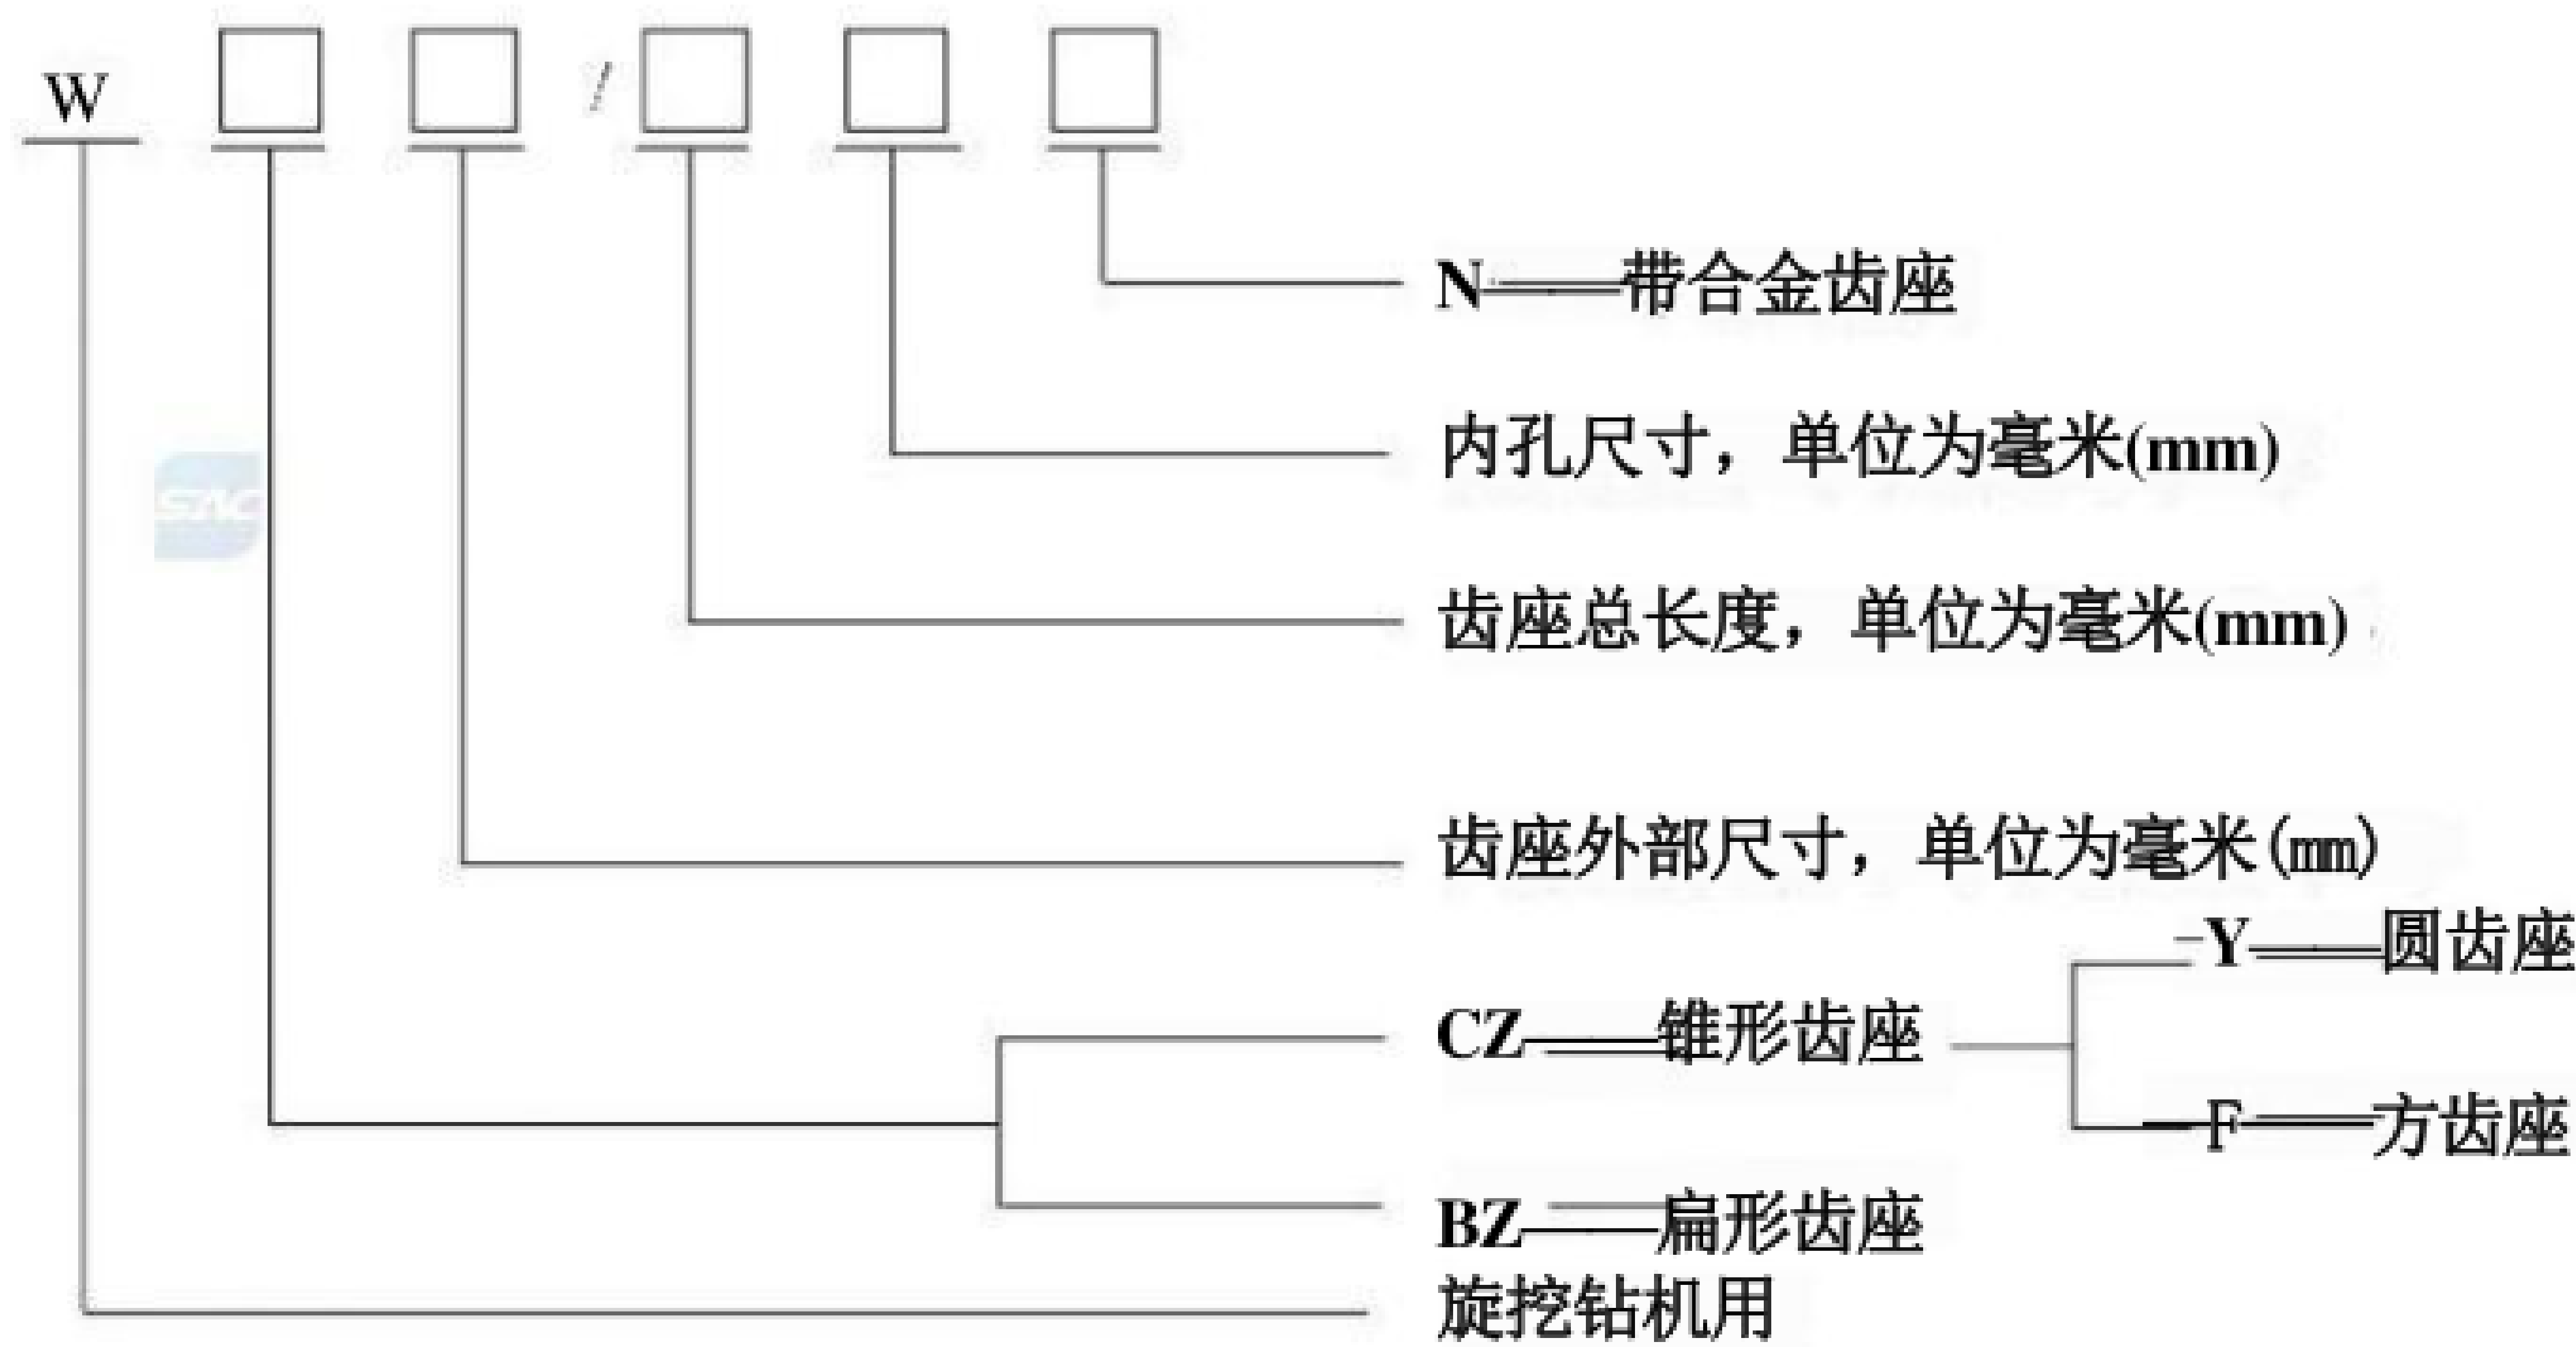 W □ □ / □ □ □
N——带合金齿座
内孔尺寸，单位为毫米(mm)
齿座总长度，单位为毫米(mm)
齿座外部尺寸，单位为毫米(mm)
Y——圆齿座
CZ——锥形齿座
F——方齿座
BZ——扁形齿座
旋挖钻机用
SAC